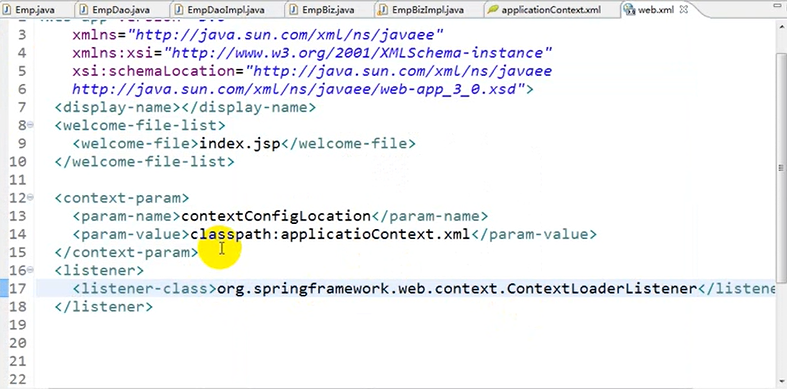 Emp.java EmpDao.java EmpDaoImpl.java EmpBiz.java EmpBizImpl.java applicationContext.xml web.xml
3 xmlns="http://java.sun.com/xml/ns/javaee"
4 xmlns:xsi="http://www.w3.org/2001/XMLSchema-instance"
5 xsi:schemaLocation="http://java.sun.com/xml/ns/javaee
6 http://java.sun.com/xml/ns/javaee/web-app_3_0.xsd">
7 <display-name></display-name>
8 <welcome-file-list>
9 <welcome-file>index.jsp</welcome-file>
10 </welcome-file-list>
11
12 <context-param>
13 <param-name>contextConfigLocation</param-name>
14 <param-value>classpath:applicatioContext.xml</param-value>
15 </context-param>
16 <listener>
17 <listener-class>org.springframework.web.context.ContextLoaderListener</listene
18 </listener>
19
20
21
22